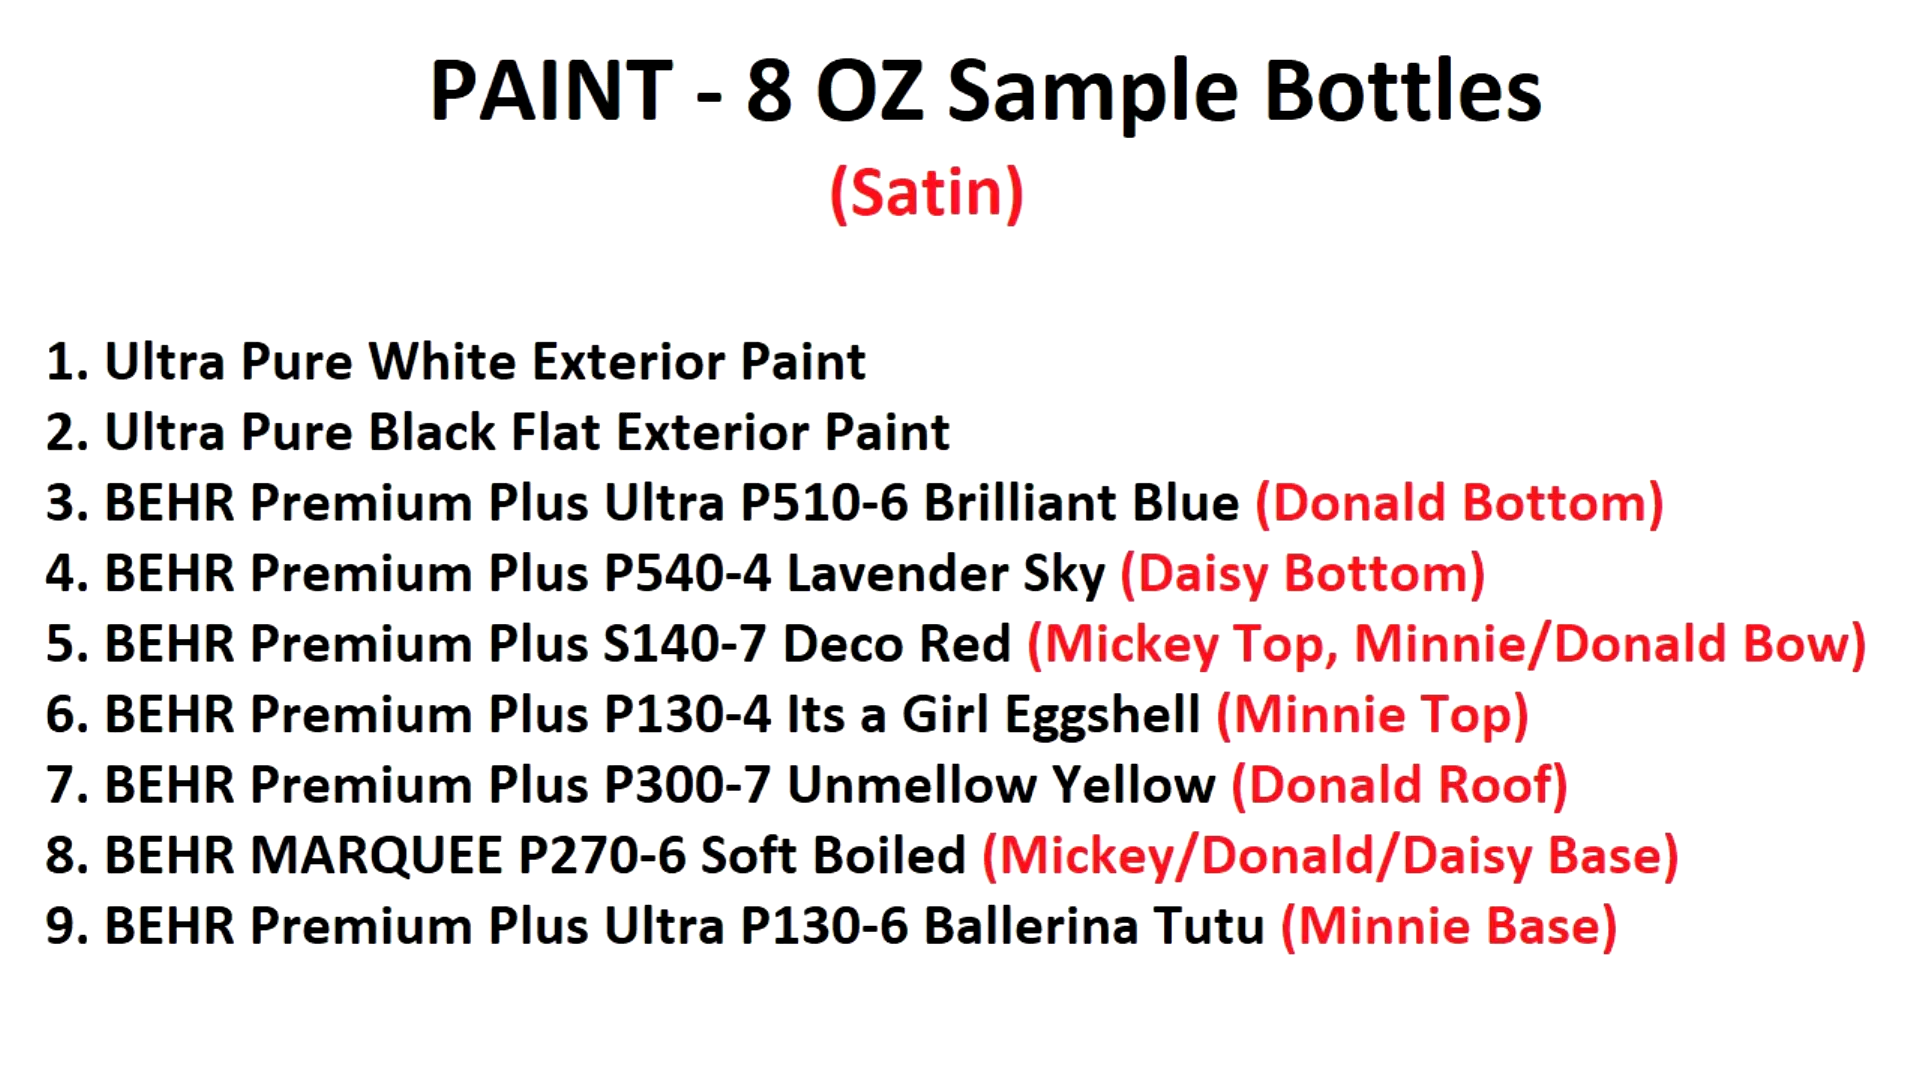 PAINT - 8 OZ Sample Bottles
(Satin)
1. Ultra Pure White Exterior Paint
2. Ultra Pure Black Flat Exterior Paint
3. BEHR Premium Plus Ultra P510-6 Brilliant Blue (Donald Bottom)
4. BEHR Premium Plus P540-4 Lavender Sky (Daisy Bottom)
5. BEHR Premium Plus S140-7 Deco Red (Mickey Top, Minnie/Donald Bow)
6. BEHR Premium Plus P130-4 Its a Girl Eggshell (Minnie Top)
7. BEHR Premium Plus P300-7 Unmellow Yellow (Donald Roof)
8. BEHR MARQUEE P270-6 Soft Boiled (Mickey/Donald/Daisy Base)
9. BEHR Premium Plus Ultra P130-6 Ballerina Tutu (Minnie Base)